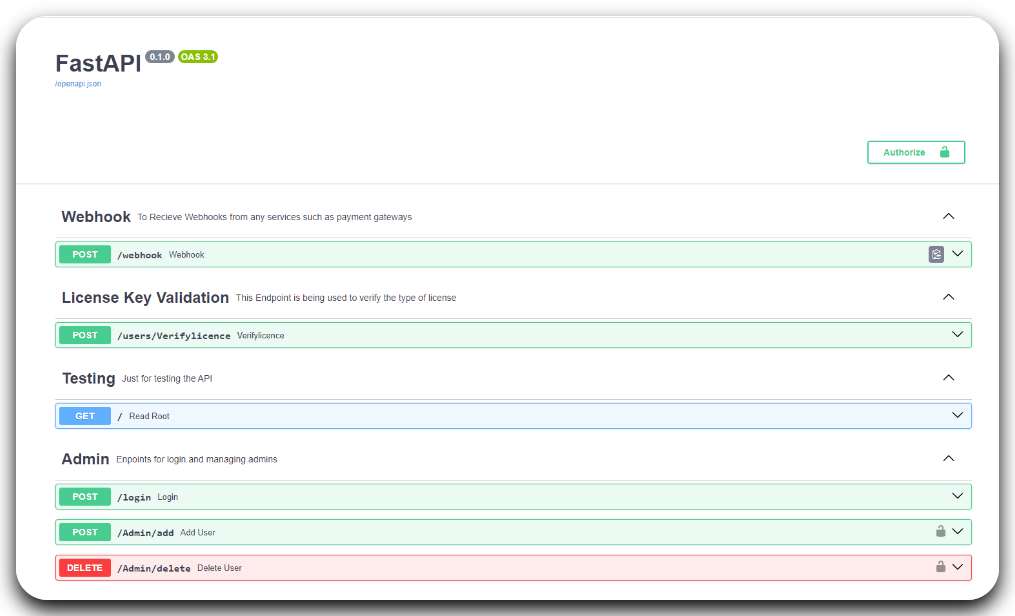 FastAPI 0.1.0 OAS 3.1
/openapi.json
Authorize
Webhook To Recieve Webhooks from any services such as payment gateways
POST /webhook Webhook
License Key Validation This Endpoint is being used to verify the type of license
POST /users/Verifylicence Verifylicence
Testing Just for testing the API
GET / Read Root
Admin Enpoints for login and managing admins
POST /login Login
POST /Admin/add Add User
DELETE /Admin/delete Delete User